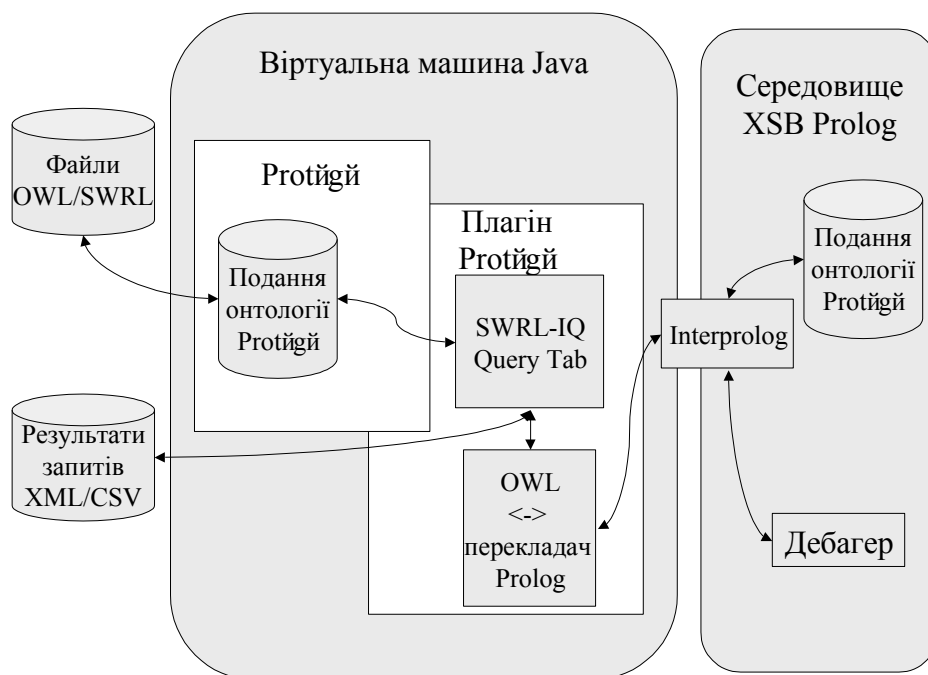 Віртуальна машина Java
Середовище
XSB Prolog
Файли
OWL/SWRL
Protйgй
Подання
онтології
Protйgй
Плагін
Protйgй
SWRL-IQ
Query Tab
Interprolog
Подання
онтології
Protйgй
Результати
запитів
XML/CSV
OWL
<->
перекладач
Prolog
Дебагер